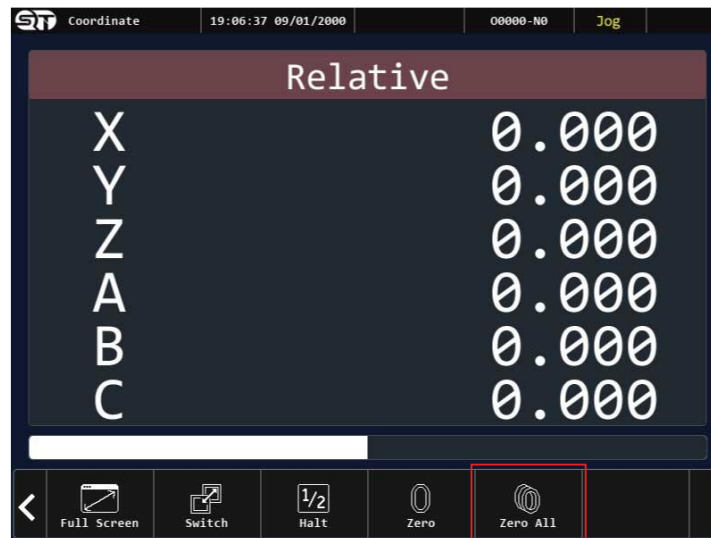 Coordinate 19:06:37 09/01/2000 O0000-N0 Jog
Relative
X 0.000
Y 0.000
Z 0.000
A 0.000
B 0.000
C 0.000
1/2
Full Screen Switch Halt Zero Zero All